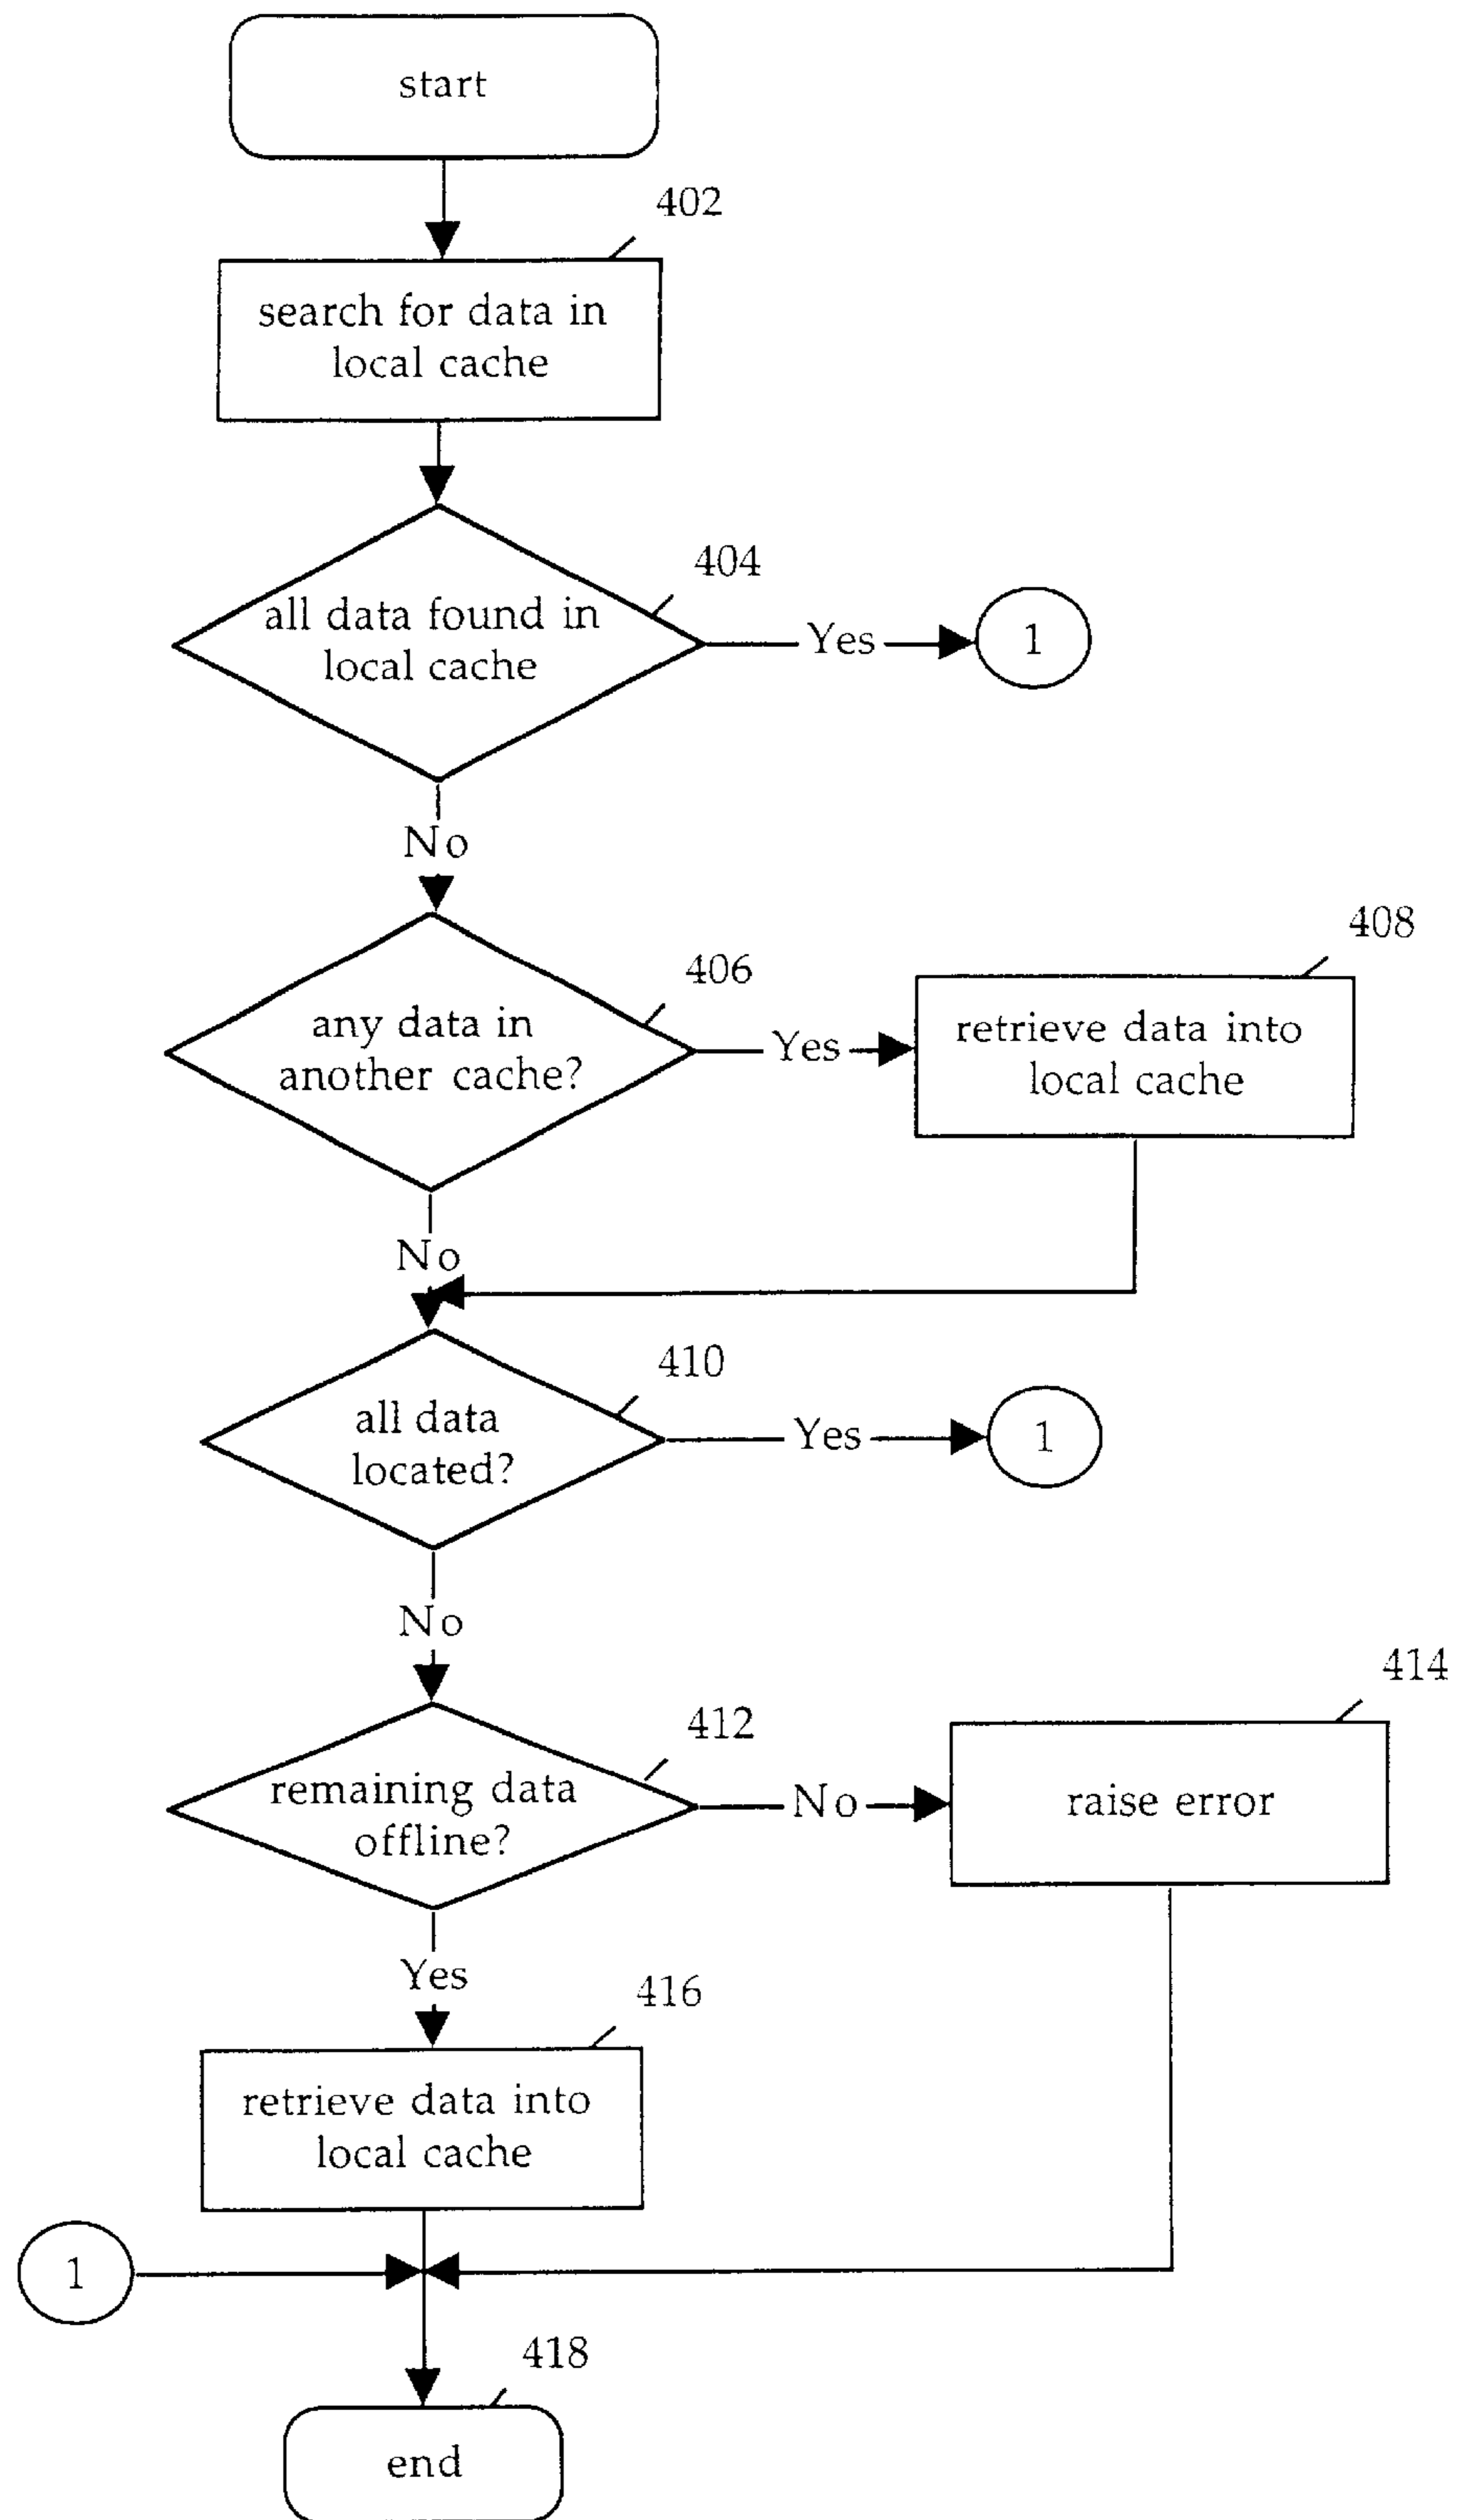 start
402
search for data in
local cache
404
all data found in
local cache
Yes
1
No
406
any data in
another cache?
Yes
408
retrieve data into
local cache
No
410
all data
located?
Yes
1
No
412
remaining data
offline?
No
414
raise error
Yes
416
retrieve data into
local cache
1
418
end